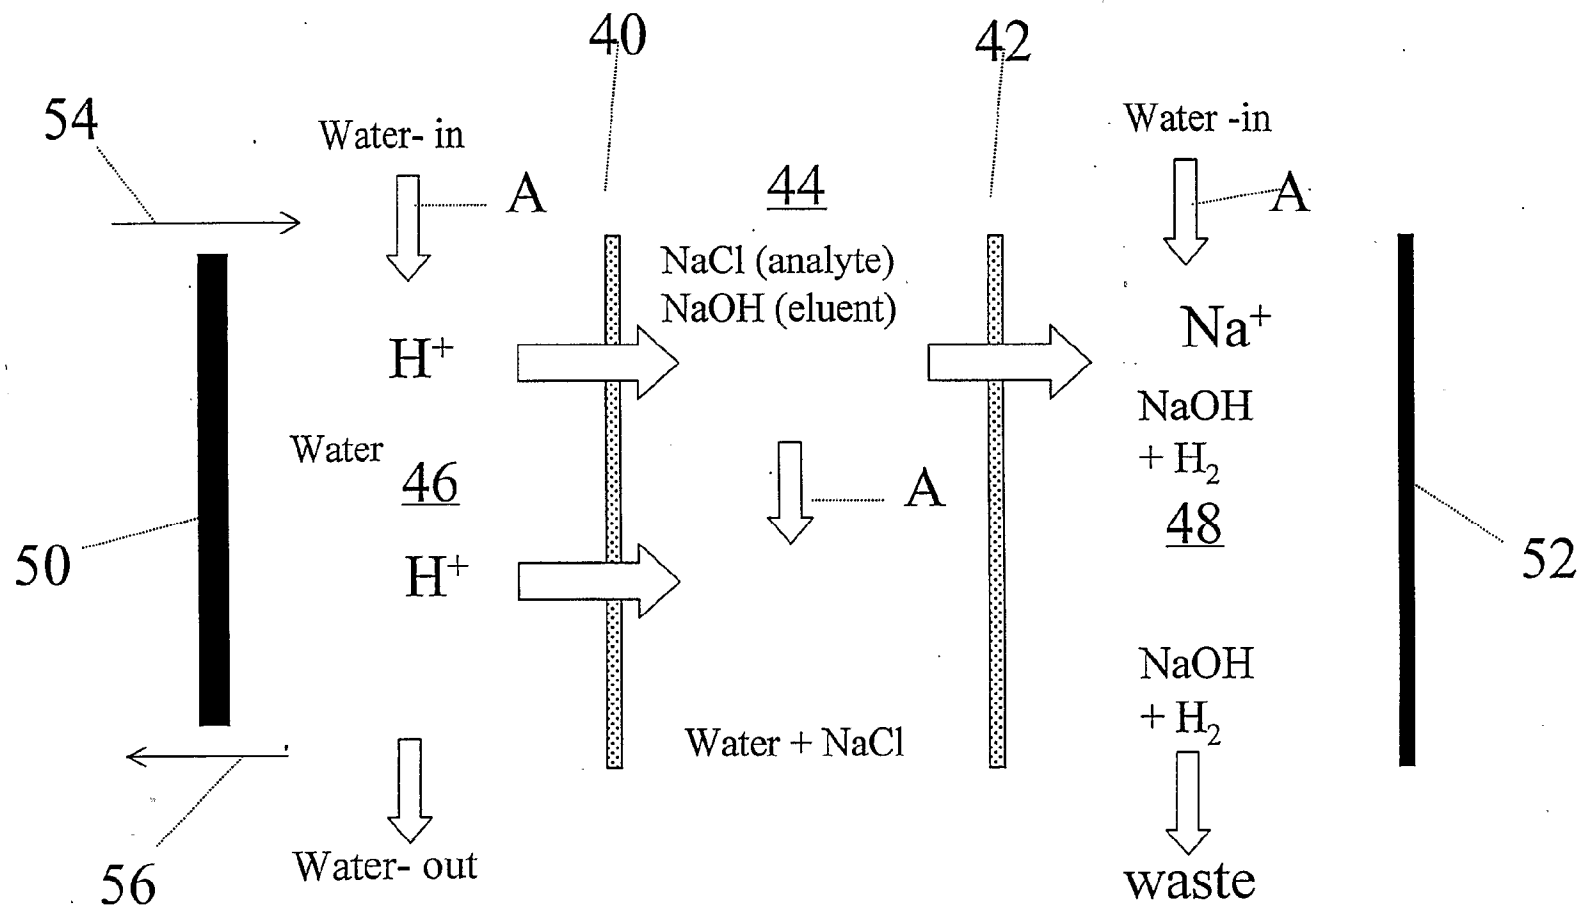 40
42
54
Water- in
Water -in
A
44
A
NaCl (analyte)
NaOH (eluent)
Na+
H+
NaOH
+ H2
Water
46
A
48
50
52
H+
NaOH
+ H2
Water + NaCl
56
Water- out
waste